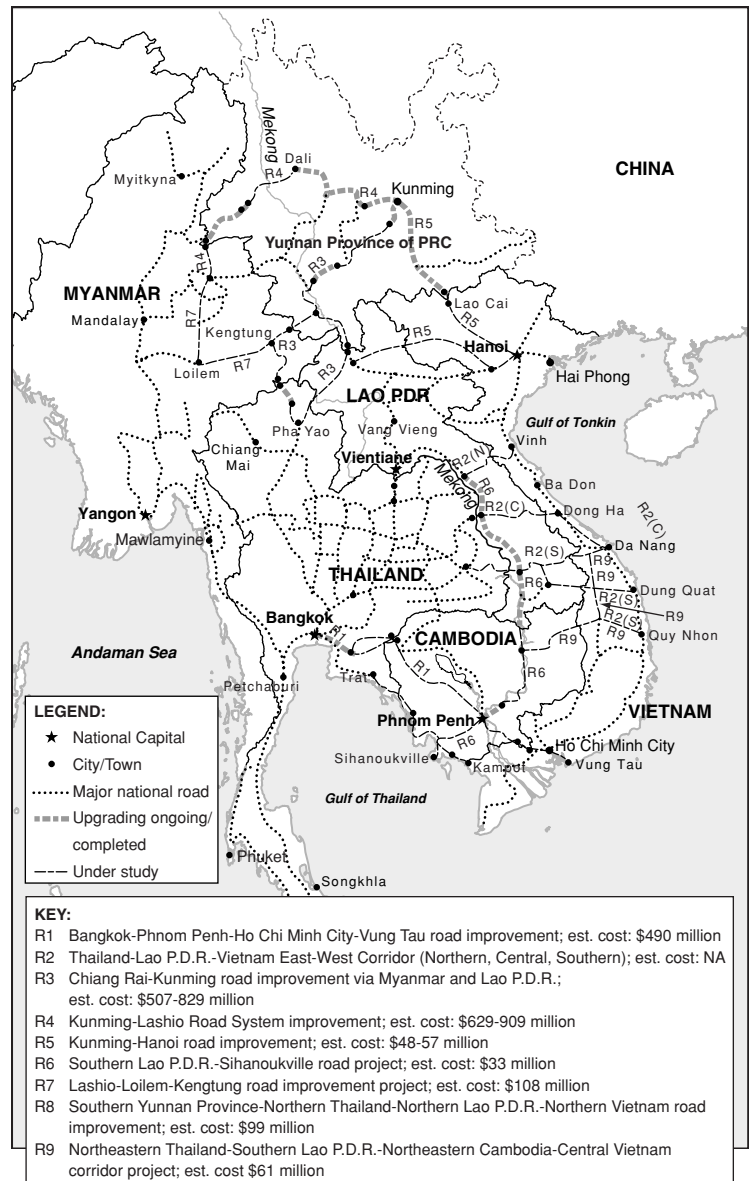 Mekong
Dali
CHINA
Myitkyna
R4
R4
Kunming
R5
Yunnan Province of PRC
R4
R3
MYANMAR
Lao Cai
Mandalay
R7
Kengtung
R5
R5
Hanoi
R3
Loilem
R7
R3
Hai Phong
LAO PDR
Pha Yao
Vang Vieng
Gulf of Tonkin
Chiang
Mai
Vinh
Vientiane
R2(N)
Mekong
R6
Ba Don
Yangon
R2(C)
Dong Ha
R2(C)
Mawlamyine
Da Nang
R2(S)
R9
THAILAND
R6
R9
Dung Quat
R2(S)
R9
Bangkok
R2(S)
R1
CAMBODIA
R9
R9
Quy Nhon
Andaman Sea
R1
R6
Petchaburi
Trat
VIETNAM
Phnom Penh
R6
Ho Chi Minh City
Sihanoukville
Kampot
Vung Tau
Gulf of Thailand
Phuket
Songkhla
LEGEND:
National Capital
City/Town
Major national road
Upgrading ongoing/
completed
Under study
KEY:
R1 Bangkok-Phnom Penh-Ho Chi Minh City-Vung Tau road improvement; est. cost: $490 million
R2 Thailand-Lao P.D.R.-Vietnam East-West Corridor (Northern, Central, Southern); est. cost: NA
R3 Chiang Rai-Kunming road improvement via Myanmar and Lao P.D.R.;
est. cost: $507-829 million
R4 Kunming-Lashio Road System improvement; est. cost: $629-909 million
R5 Kunming-Hanoi road improvement; est. cost: $48-57 million
R6 Southern Lao P.D.R.-Sihanoukville road project; est. cost: $33 million
R7 Lashio-Loilem-Kengtung road improvement project; est. cost: $108 million
R8 Southern Yunnan Province-Northern Thailand-Northern Lao P.D.R.-Northern Vietnam road
improvement; est. cost: $99 million
R9 Northeastern Thailand-Southern Lao P.D.R.-Northeastern Cambodia-Central Vietnam
corridor project; est. cost $61 million